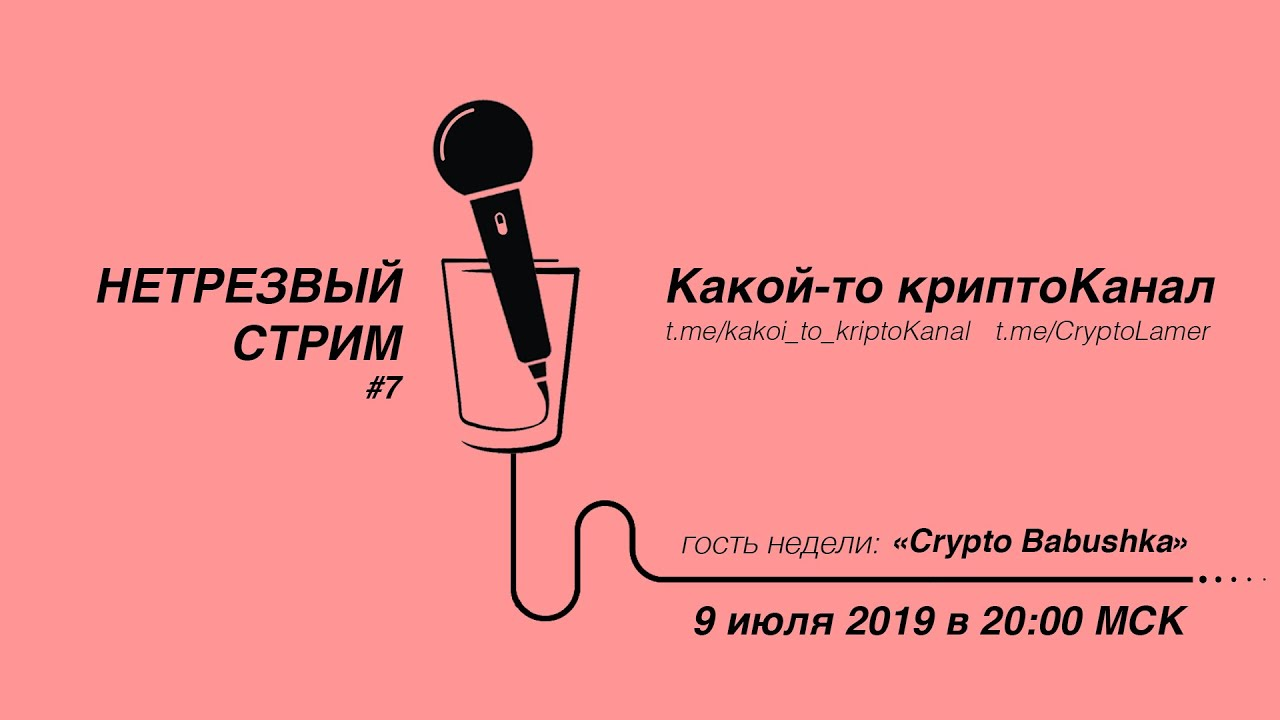 НЕТРЕЗВЫЙ
СТРИМ
#7
Какой-то криптоКанал
t.me/kakoi_to_kriptoKanal t.me/CryptoLamer
гость недели: «Crypto Babushka»
9 июля 2019 в 20:00 МСК